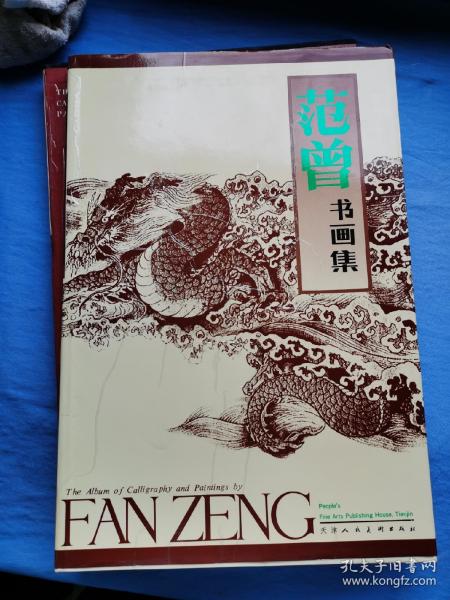 范曾
书画集
The Album of Calligraphy and Paintings by
FAN ZENG
People's
Fine Arts Publishing House, Tianjin
天津人民美术出版社
孔夫子旧书网
www.kongfz.com